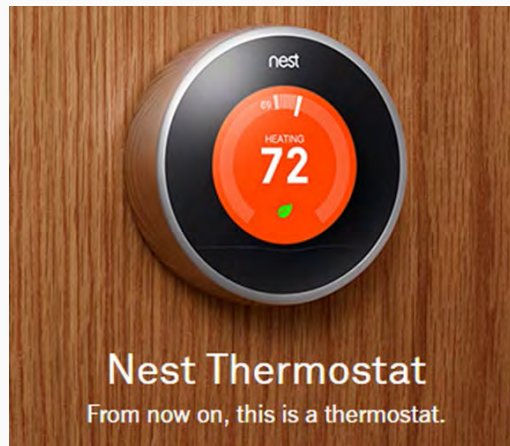 nest
HEATING
72
Nest Thermostat
From now on, this is a thermostat.